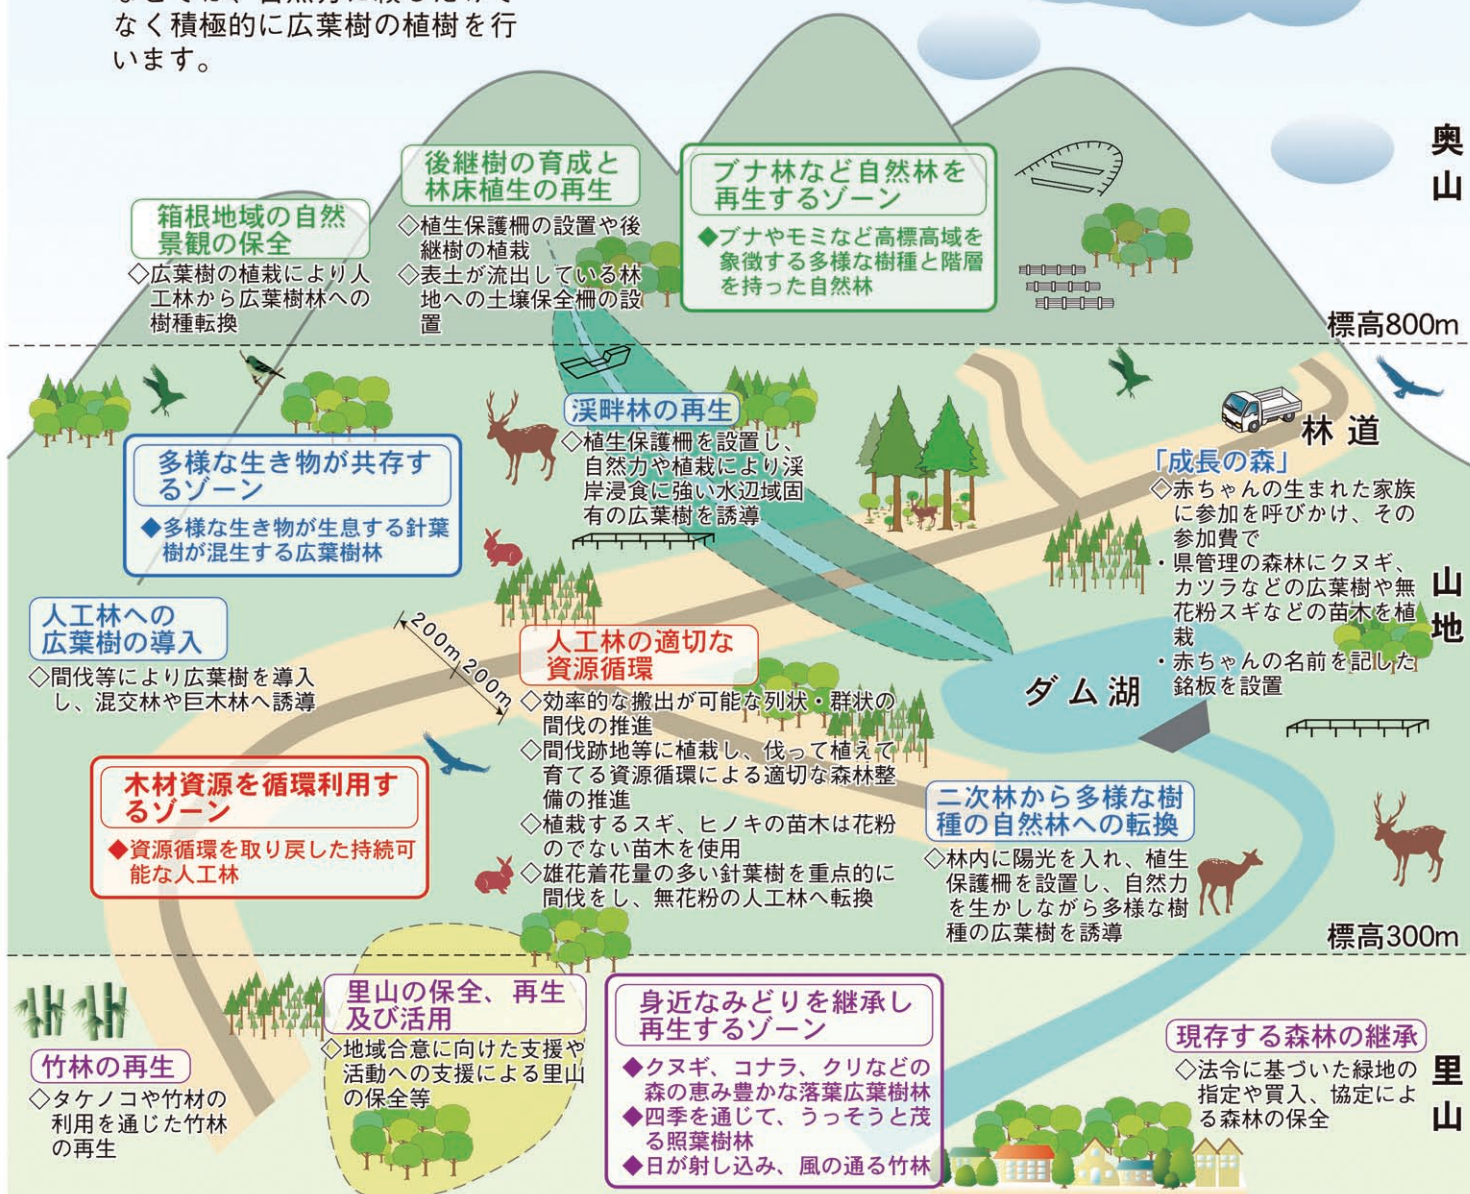 なく積極的に広葉樹の植樹を行
います。
奥山
後継樹の育成と
林床植生の再生
◇植生保護柵の設置や後
継樹の植栽
◇表土が流出している林
地への土壌保全柵の設
置
ブナ林など自然林を
再生するゾーン
◆ブナやモミなど高標高域を
象徴する多様な樹種と階層
を持った自然林
箱根地域の自然
景観の保全
◇広葉樹の植栽により人
工林から広葉樹林への
樹種転換
標高800m
渓畔林の再生
◇植生保護柵を設置し、
自然力や植栽により渓
岸浸食に強い水辺域固
有の広葉樹を誘導
林道
多様な生き物が共存す
るゾーン
◆多様な生き物が生息する針葉
樹が混生する広葉樹林
「成長の森」
◇赤ちゃんの生まれた家族
に参加を呼びかけ、その
参加費で
・県管理の森林にクヌギ、
カツラなどの広葉樹や無
花粉スギなどの苗木を植
栽
・赤ちゃんの名前を記した
銘板を設置
山地
人工林への
広葉樹の導入
◇間伐等により広葉樹を導入
し、混交林や巨木林へ誘導
200m
200m
人工林の適切な
資源循環
◇効率的な搬出が可能な列状・群状の
間伐の推進
◇間伐跡地等に植栽し、伐って植えて
育てる資源循環による適切な森林整
備の推進
◇植栽するスギ、ヒノキの苗木は花粉
のでない苗木を使用
◇雄花着花量の多い針葉樹を重点的に
間伐をし、無花粉の人工林へ転換
ダム湖
木材資源を循環利用す
るゾーン
◆資源循環を取り戻した持続可
能な人工林
二次林から多様な樹
種の自然林への転換
◇林内に陽光を入れ、植生
保護柵を設置し、自然力
を生かしながら多様な樹
種の広葉樹を誘導
標高300m
里山の保全、再生
及び活用
◇地域合意に向けた支援や
活動への支援による里山
の保全等
身近なみどりを継承し
再生するゾーン
◆クヌギ、コナラ、クリなどの
森の恵み豊かな落葉広葉樹林
◆四季を通じて、うっそうと茂
る照葉樹林
◆日が射し込み、風の通る竹林
竹林の再生
◇タケノコや竹材の
利用を通じた竹林
の再生
現存する森林の継承
◇法令に基づいた緑地の
指定や買入、協定によ
る森林の保全
里山